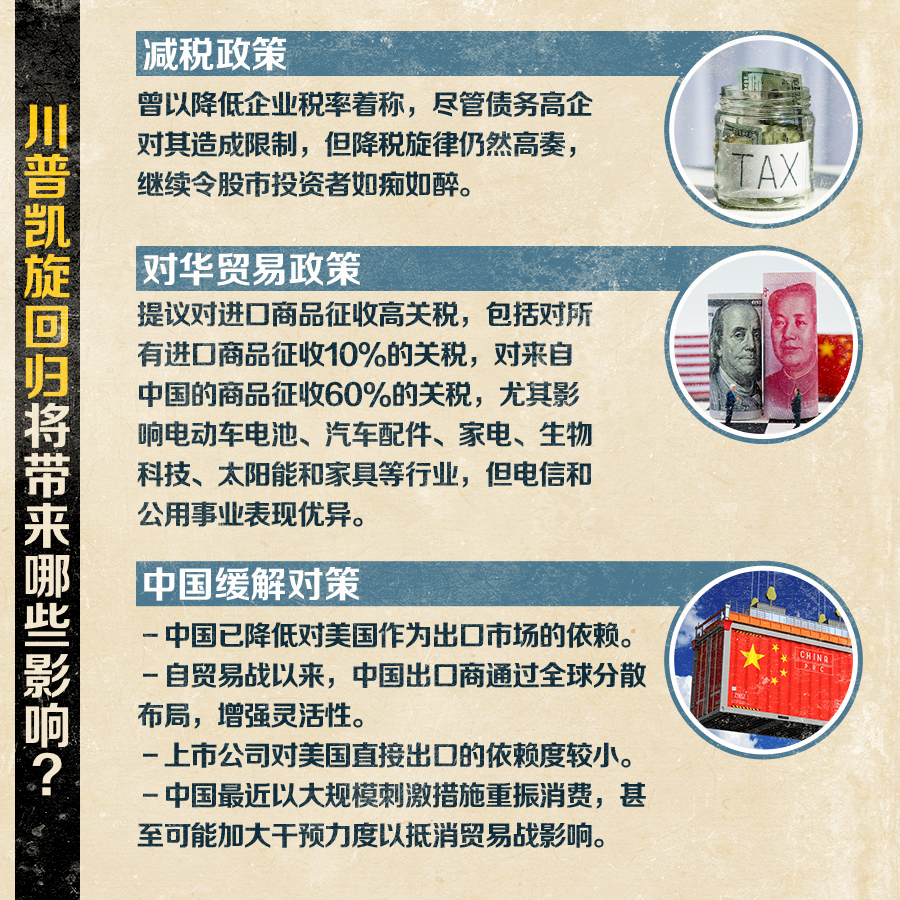 川普凯旋回归将带来哪些影响？
减税政策
曾以降低企业税率着称，尽管债务高企
对其造成限制，但降税旋律仍然高奏，
继续令股市投资者如痴如醉。
TAX
对华贸易政策
提议对进口商品征收高关税，包括对所
有进口商品征收10%的关税，对来自
中国的商品征收60%的关税，尤其影
响电动车电池、汽车配件、家电、生物
科技、太阳能和家具等行业，但电信和
公用事业表现优异。
中国缓解对策
－中国已降低对美国作为出口市场的依赖。
－自贸易战以来，中国出口商通过全球分散
布局，增强灵活性。
－上市公司对美国直接出口的依赖度较小。
－中国最近以大规模刺激措施重振消费，甚
至可能加大干预力度以抵消贸易战影响。
CHINA